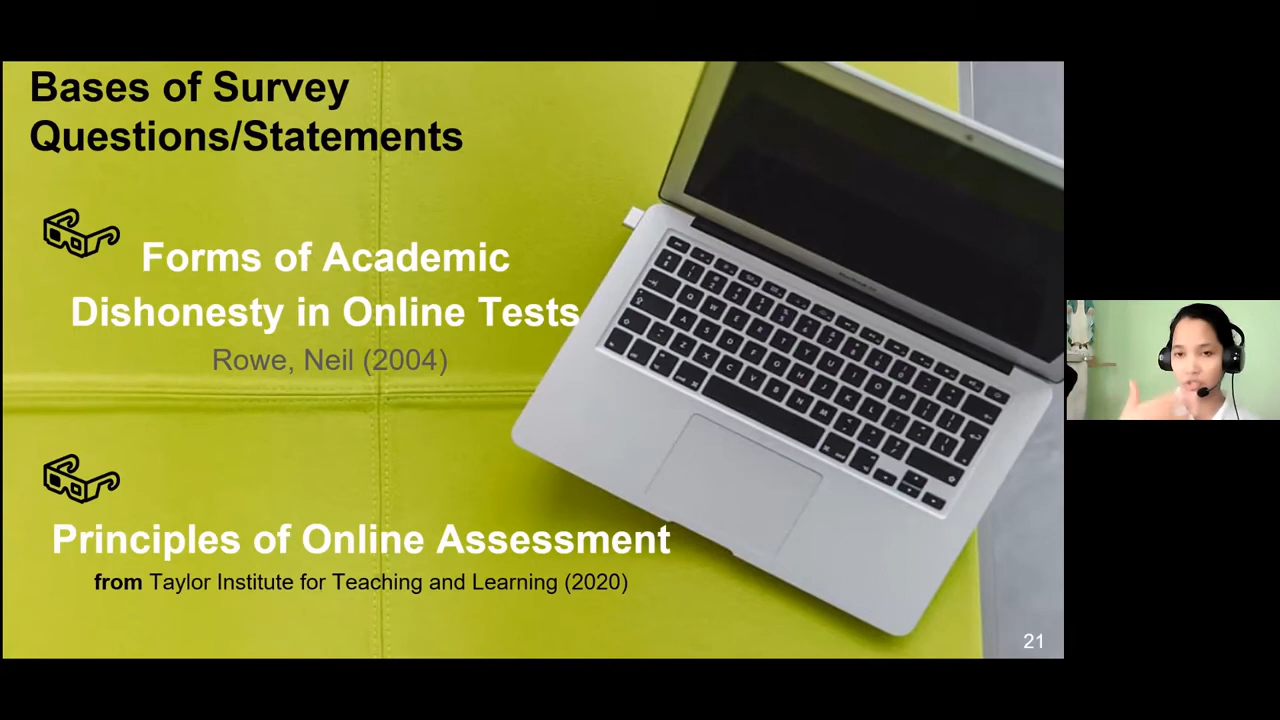 Bases of Survey
Questions/Statements
Forms of Academic
Dishonesty in Online Tests
Rowe, Neil (2004)
Principles of Online Assessment
from Taylor Institute for Teaching and Learning (2020)
21